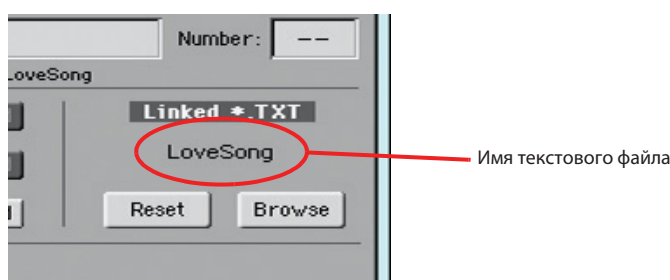 Number: --
LoveSong
Linked *.TXT
LoveSong
Имя текстового файла
Reset Browse